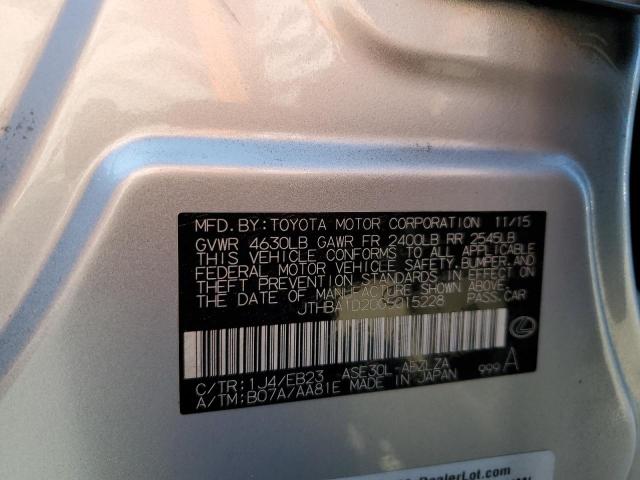 MFD.BY: TOYOTA MOTOR CORPORATION 11/15
GVWR 4630LB GAWR FR 2400LB RR 2545LB
THIS VEHICLE CONFORMS TO ALL APPLICABLE
FEDERAL MOTOR VEHICLE SAFETY, BUMPER, AND
THEFT PREVENTION STANDARDS IN EFFECT ON
THE DATE OF MANUFACTURE SHOWN ABOVE.
PASS. CAR
C/TR: 1J4/EB23 ASE30L-AEZLZA
A/TM: B07A/AA81E MADE IN JAPAN 999 A
DealerLot.com